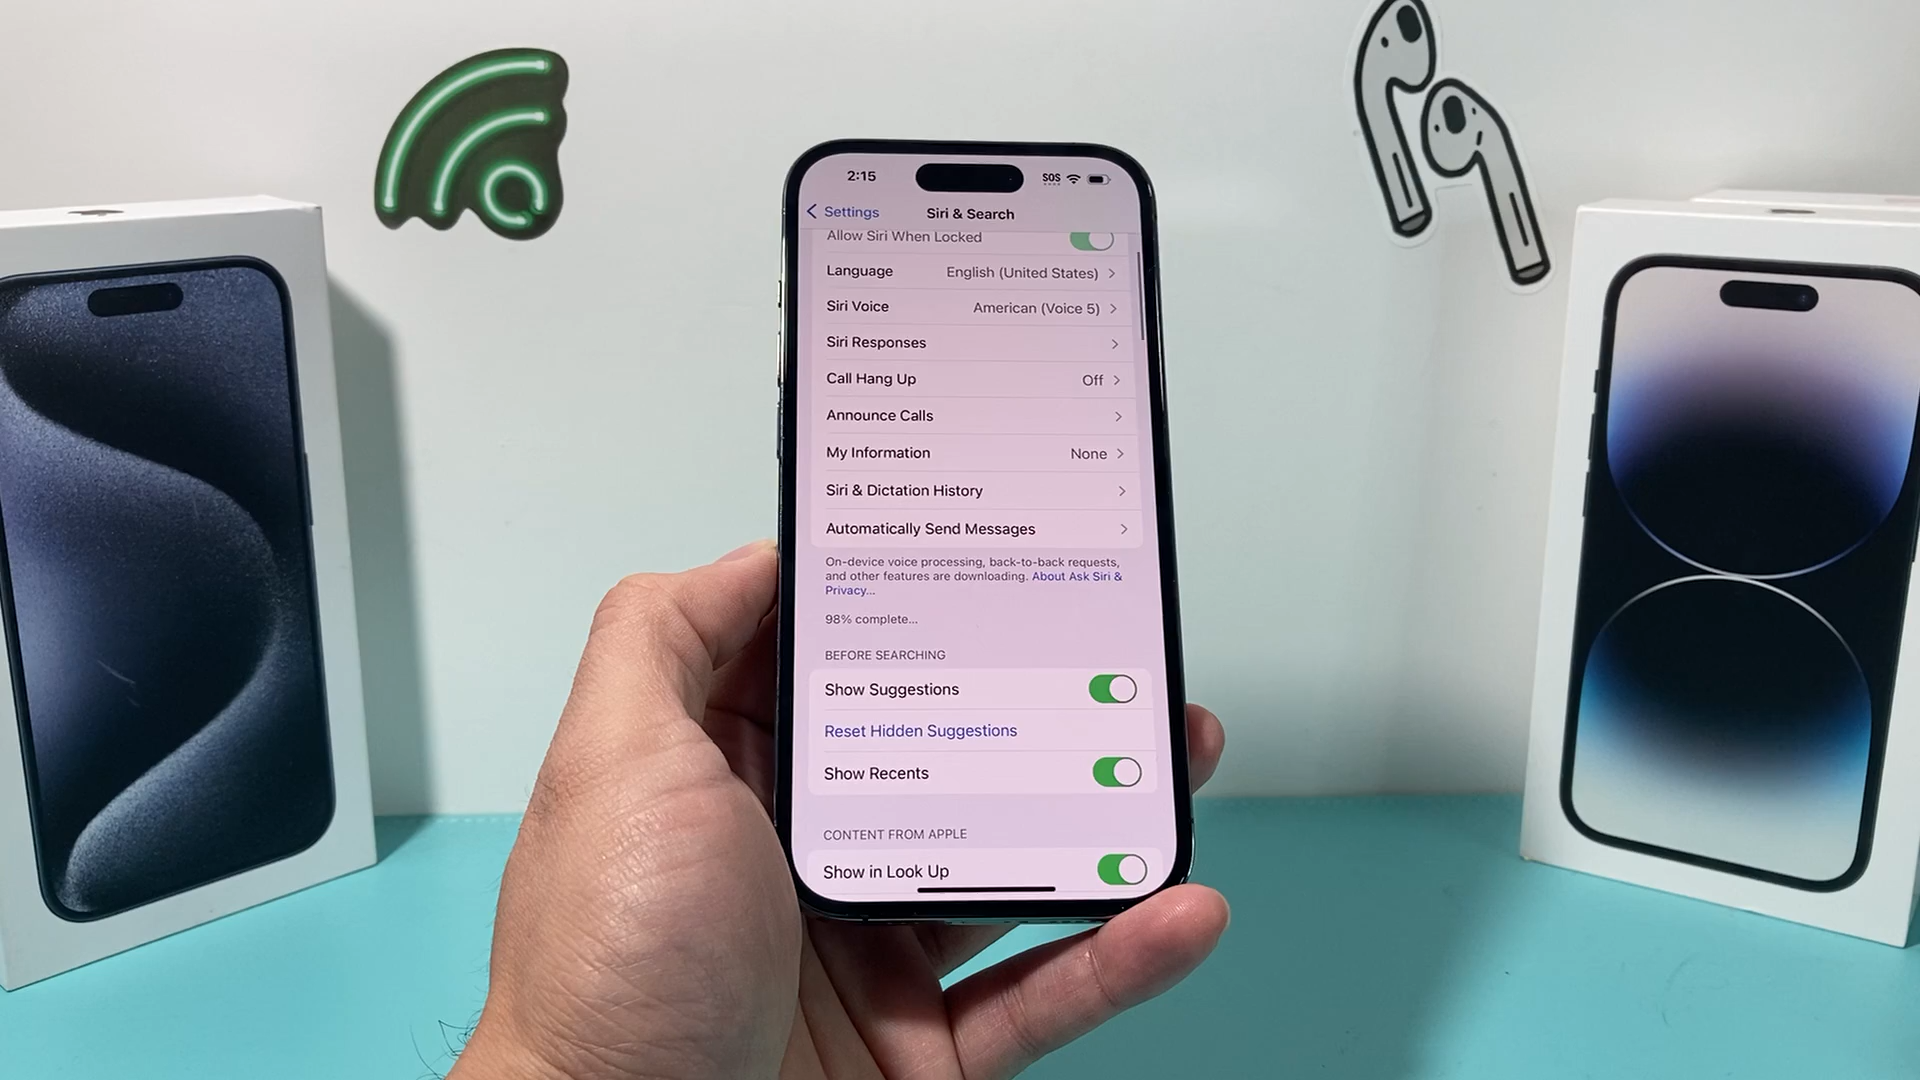 2:15
SOS
Settings
Siri & Search
Allow Siri When Locked
Language English (United States)
Siri Voice American (Voice 5)
Siri Responses
Call Hang Up Off
Announce Calls
My Information None
Siri & Dictation History
Automatically Send Messages
On-device voice processing, back-to-back requests,
and other features are downloading. About Ask Siri &
Privacy...
98% complete...
BEFORE SEARCHING
Show Suggestions
Reset Hidden Suggestions
Show Recents
CONTENT FROM APPLE
Show in Look Up